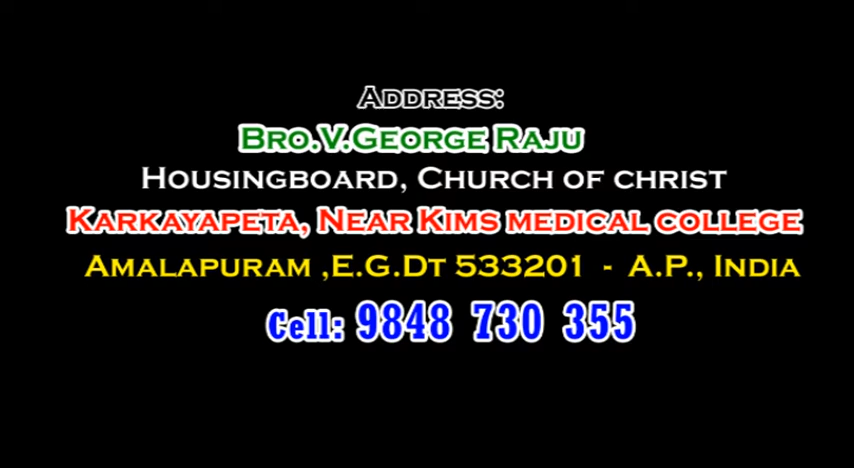 Address:
Bro.V.George Raju
Housingboard, Church of christ
Karkayapeta, Near Kims medical college
Amalapuram ,E.G.Dt 533201 - A.P., India
Cell: 9848 730 355